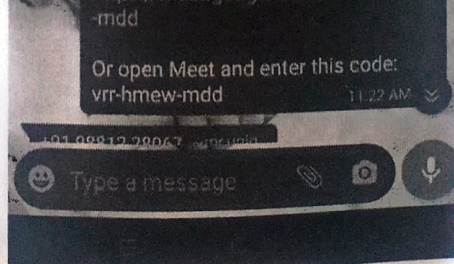 -mdd
Or open Meet and enter this code:
vrr-hmew-mdd
11:22 AM
Type a message